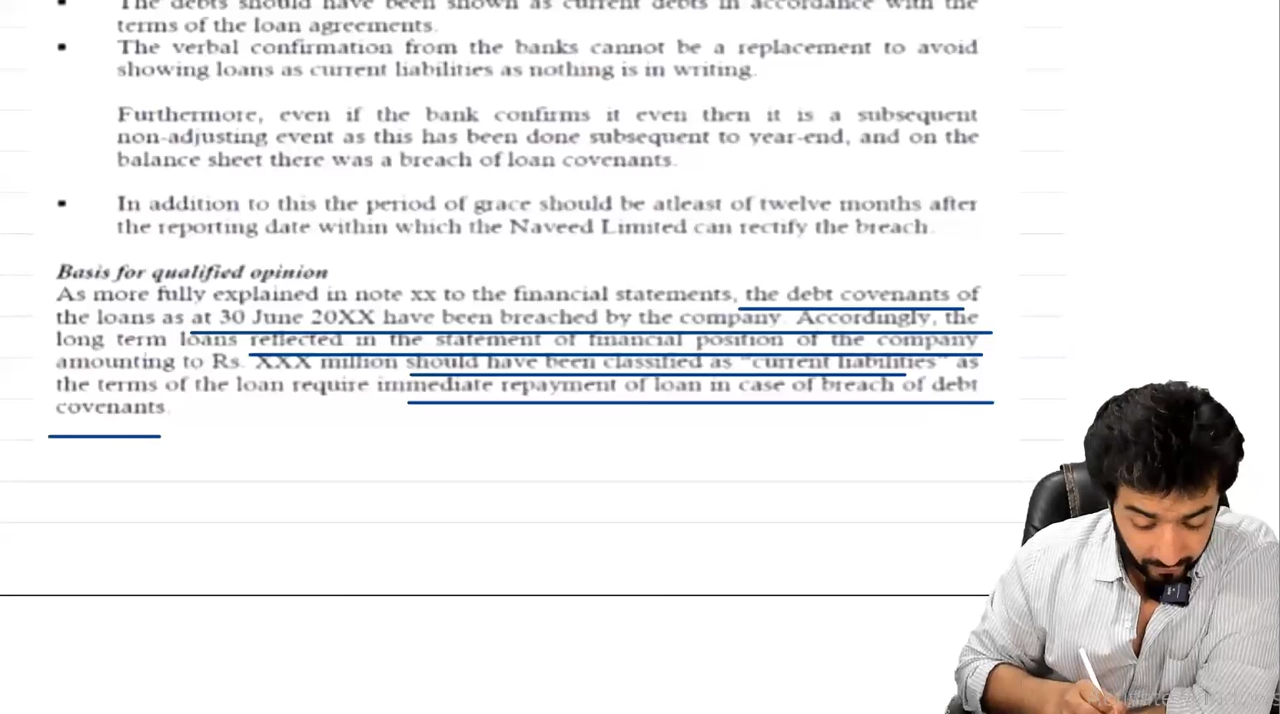 The debts should have been shown as current debts in accordance with the
terms of the loan agreements.
▪ The verbal confirmation from the banks cannot be a replacement to avoid
showing loans as current liabilities as nothing is in writing.
Furthermore, even if the bank confirms it even then it is a subsequent
non-adjusting event as this has been done subsequent to year-end, and on the
balance sheet there was a breach of loan covenants.
▪ In addition to this the period of grace should be atleast of twelve months after
the reporting date within which the Naveed Limited can rectify the breach.
Basis for qualified opinion
As more fully explained in note xx to the financial statements, the debt covenants of
the loans as at 30 June 20XX have been breached by the company. Accordingly, the
long term loans reflected in the statement of financial position of the company
amounting to Rs. XXX million should have been classified as "current liabilities" as
the terms of the loan require immediate repayment of loan in case of breach of debt
covenants.